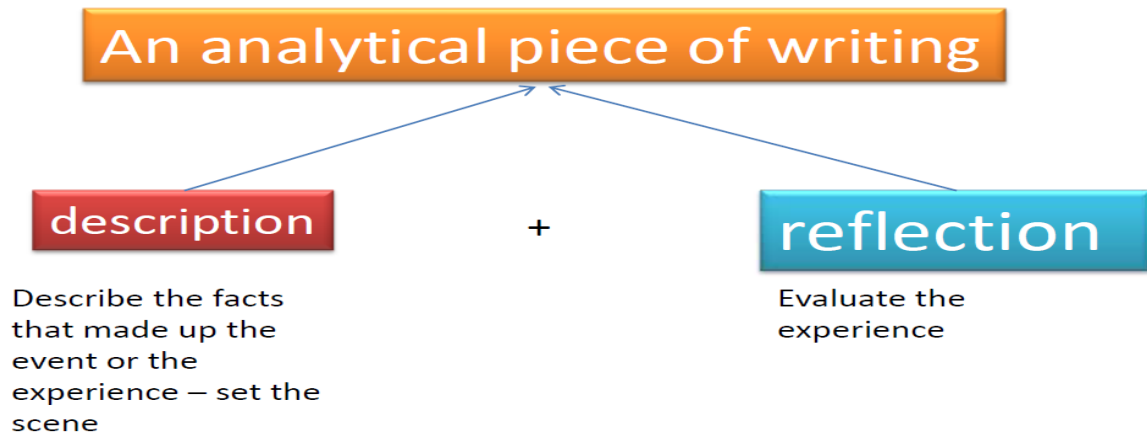 An analytical piece of writing
description
+
reflection
Describe the facts
that made up the
event or the
experience – set the
scene
Evaluate the
experience